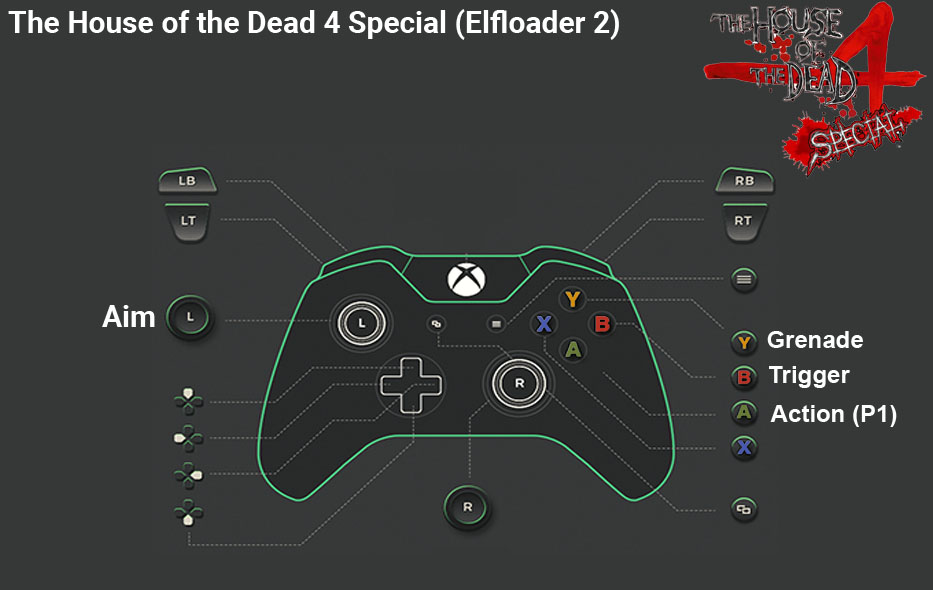 The House of the Dead 4 Special (Elfloader 2)
THE HOUSE
OF
THE DEAD
4
SPECIAL
LB
RB
LT
RT
Aim
L
L
Y
X
B
A
Y
Grenade
B
Trigger
R
A
Action (P1)
X
R